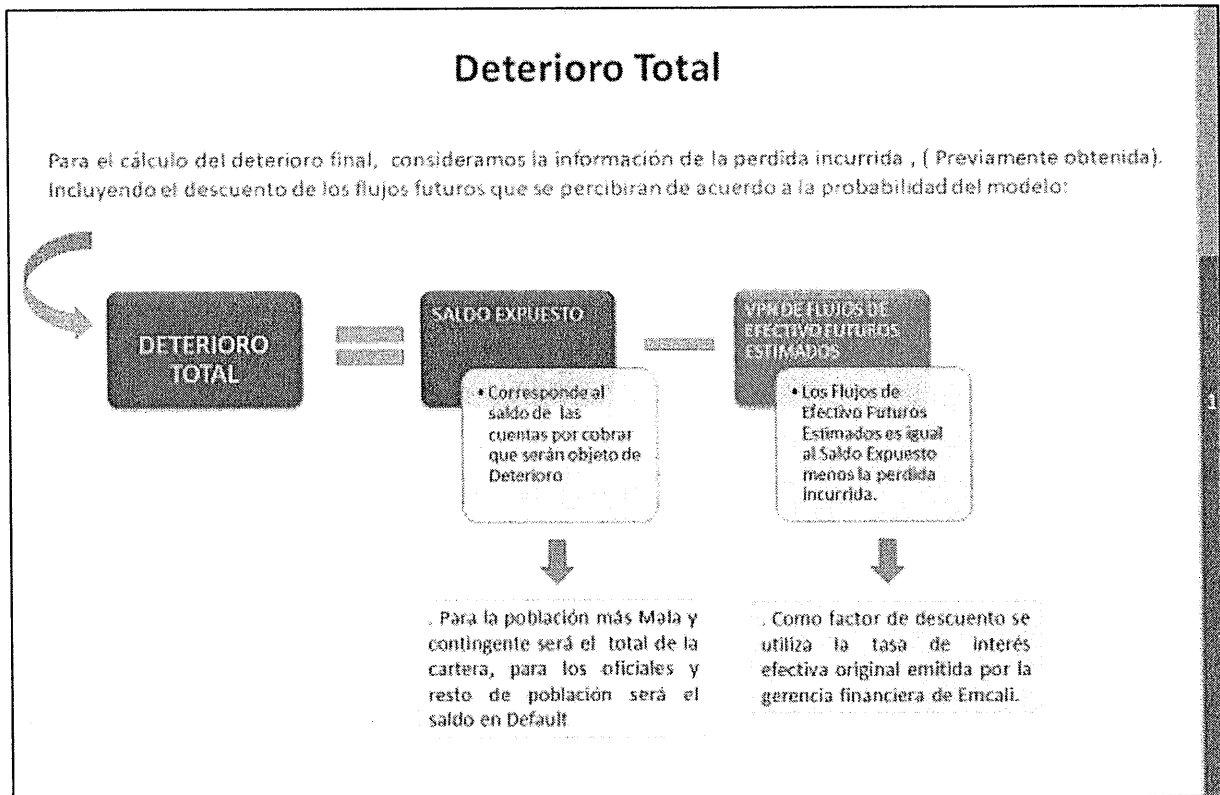 Deterioro Total
Para el cálculo del deterioro final, consideramos la información de la perdida incurrida , ( Previamente obtenida).
Incluyendo el descuento de los flujos futuros que se percibiran de acuerdo a la probabilidad del modelo:
DETERIORO
TOTAL
SALDO EXPUESTO
• Corresponde al
saldo de las
cuentas por cobrar
que serán objeto de
Deterioro
. Para la población más Mala y
contingente será el total de la
cartera, para los oficiales y
resto de población será el
saldo en Default
VPN DE FLUJOS DE
EFECTIVO FUTUROS
ESTIMADOS
• Los Flujos de
Efectivo Futuros
Estimados es igual
al Saldo Expuesto
menos la perdida
incurrida.
. Como factor de descuento se
utiliza la tasa de interés
efectiva original emitida por la
gerencia financiera de Emcali.
1